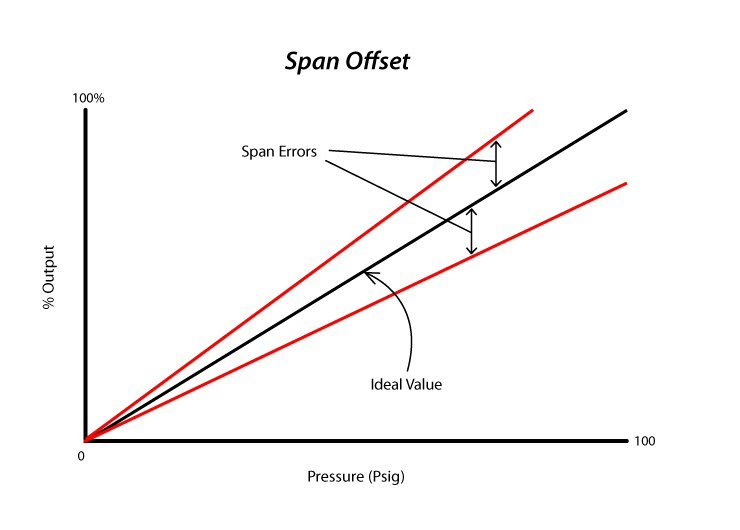 Span Offset
100%
Span Errors
% Output
Ideal Value
0
100
Pressure (Psig)